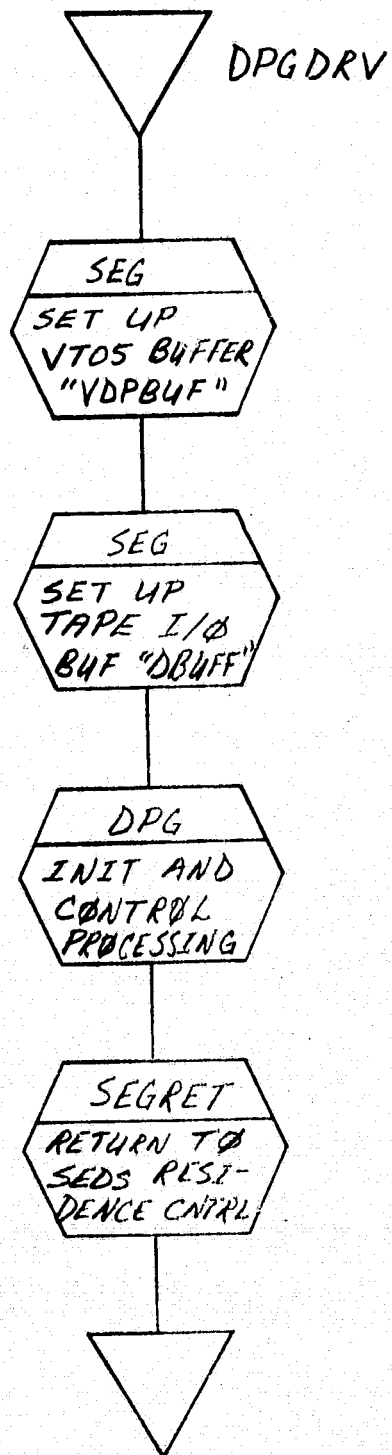 DPGDRV
SEG
SET UP
VT05 BUFFER
"VDPBUF"
SEG
SET UP
TAPE I/Ø
BUF "DBUFF"
DPG
INIT AND
CØNTRØL
PRØCESSING
SEGRET
RETURN TØ
SEDS RESI-
DENCE CNTRL